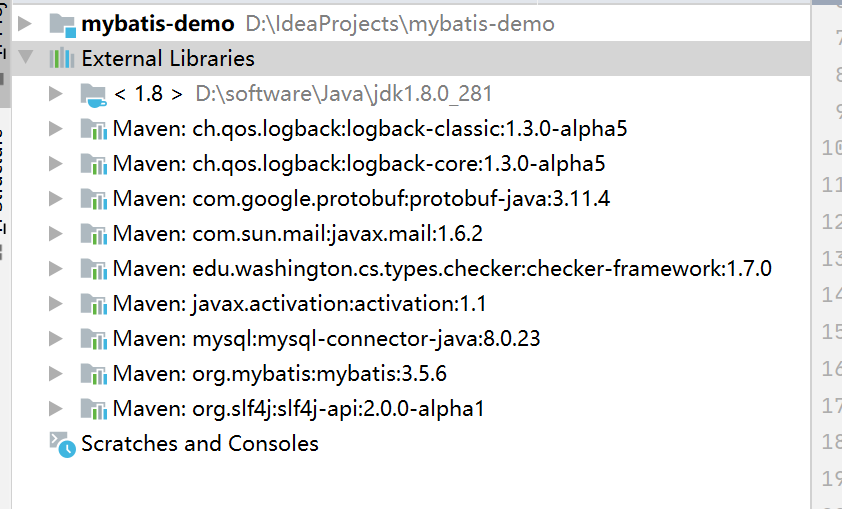 mybatis-demo D:\IdeaProjects\mybatis-demo
External Libraries
< 1.8 > D:\software\Java\jdk1.8.0_281
Maven: ch.qos.logback:logback-classic:1.3.0-alpha5
Maven: ch.qos.logback:logback-core:1.3.0-alpha5
Maven: com.google.protobuf:protobuf-java:3.11.4
Maven: com.sun.mail:javax.mail:1.6.2
Maven: edu.washington.cs.types.checker:checker-framework:1.7.0
Maven: javax.activation:activation:1.1
Maven: mysql:mysql-connector-java:8.0.23
Maven: org.mybatis:mybatis:3.5.6
Maven: org.slf4j:slf4j-api:2.0.0-alpha1
Scratches and Consoles
7
8
9
10
11
12
13
14
15
16
17
18
19